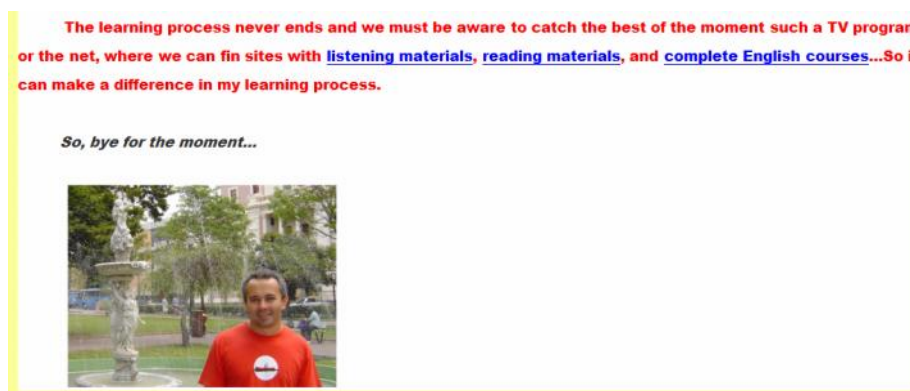 The learning process never ends and we must be aware to catch the best of the moment such a TV program
or the net, where we can fin sites with listening materials, reading materials, and complete English courses...So i
can make a difference in my learning process.
So, bye for the moment...